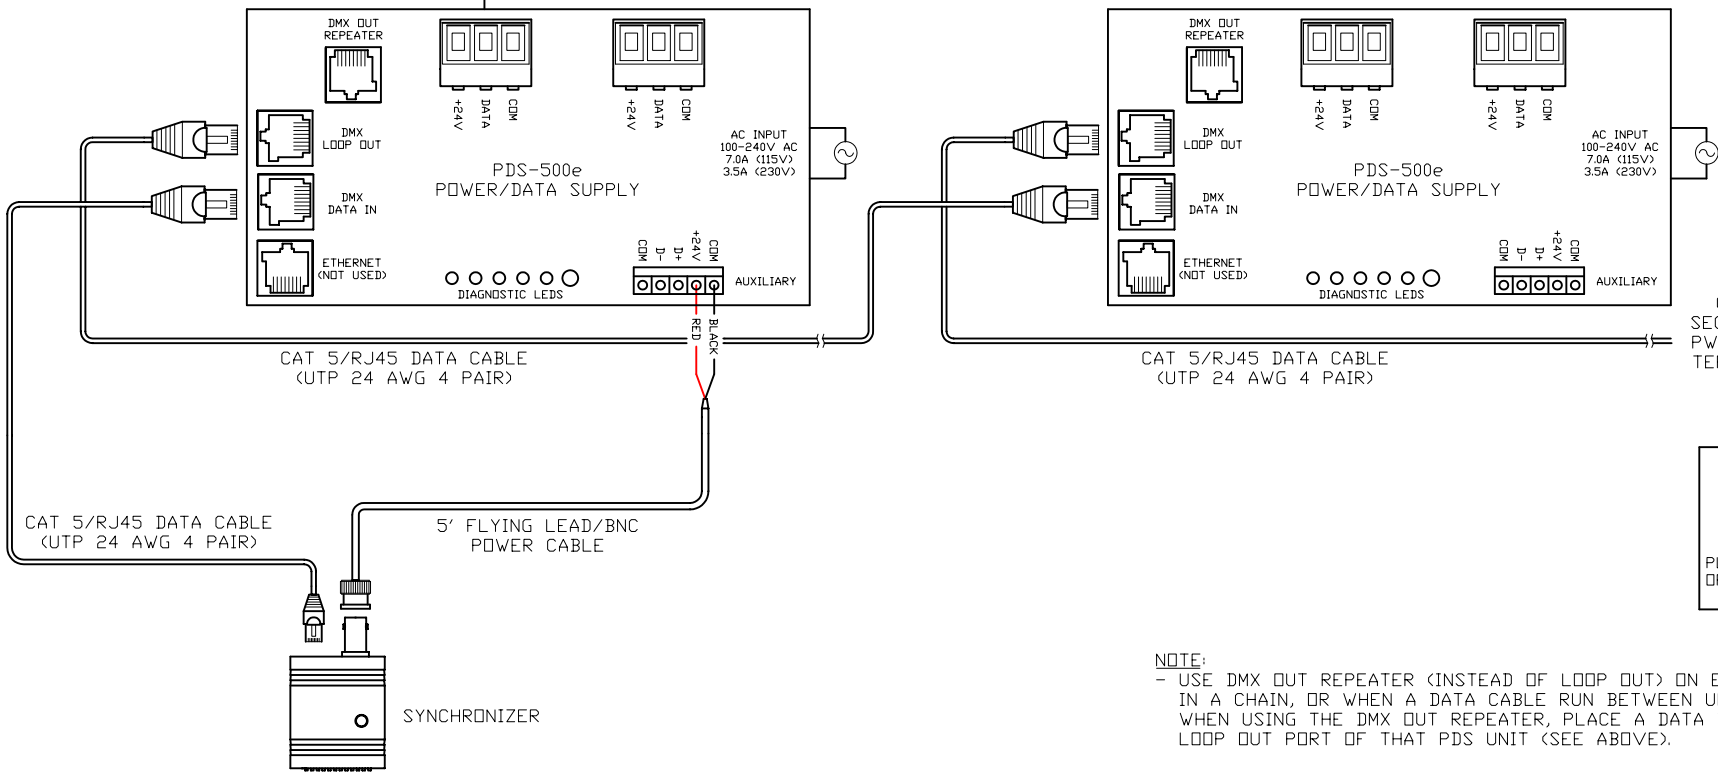 DMX OUT
REPEATER
+24V
DATA
COM
+24V
DATA
COM
DMX
LOOP OUT
AC INPUT
100-240V AC
7.0A (115V)
3.5A (230V)
PDS-500e
POWER/DATA SUPPLY
DMX
DATA IN
ETHERNET
(NOT USED)
COM
D-
D+
+24V
COM
AUXILIARY
DIAGNOSTIC LEDS
RED
BLACK
CAT 5/RJ45 DATA CABLE
(UTP 24 AWG 4 PAIR)
DMX OUT
REPEATER
+24V
DATA
COM
+24V
DATA
COM
DMX
LOOP OUT
AC INPUT
100-240V AC
7.0A (115V)
3.5A (230V)
PDS-500e
POWER/DATA SUPPLY
DMX
DATA IN
ETHERNET
(NOT USED)
COM
D-
D+
+24V
COM
AUXILIARY
DIAGNOSTIC LEDS
CAT 5/RJ45 DATA CABLE
(UTP 24 AWG 4 PAIR)
CAT 5/RJ45 DATA CABLE
(UTP 24 AWG 4 PAIR)
5' FLYING LEAD/BNC
POWER CABLE
SYNCHRONIZER
NOTE:
- USE DMX OUT REPEATER (INSTEAD OF LOOP OUT) ON
IN A CHAIN, OR WHEN A DATA CABLE RUN BETWEEN
WHEN USING THE DMX OUT REPEATER, PLACE A DATA
LOOP OUT PORT OF THAT PDS UNIT (SEE ABOVE).